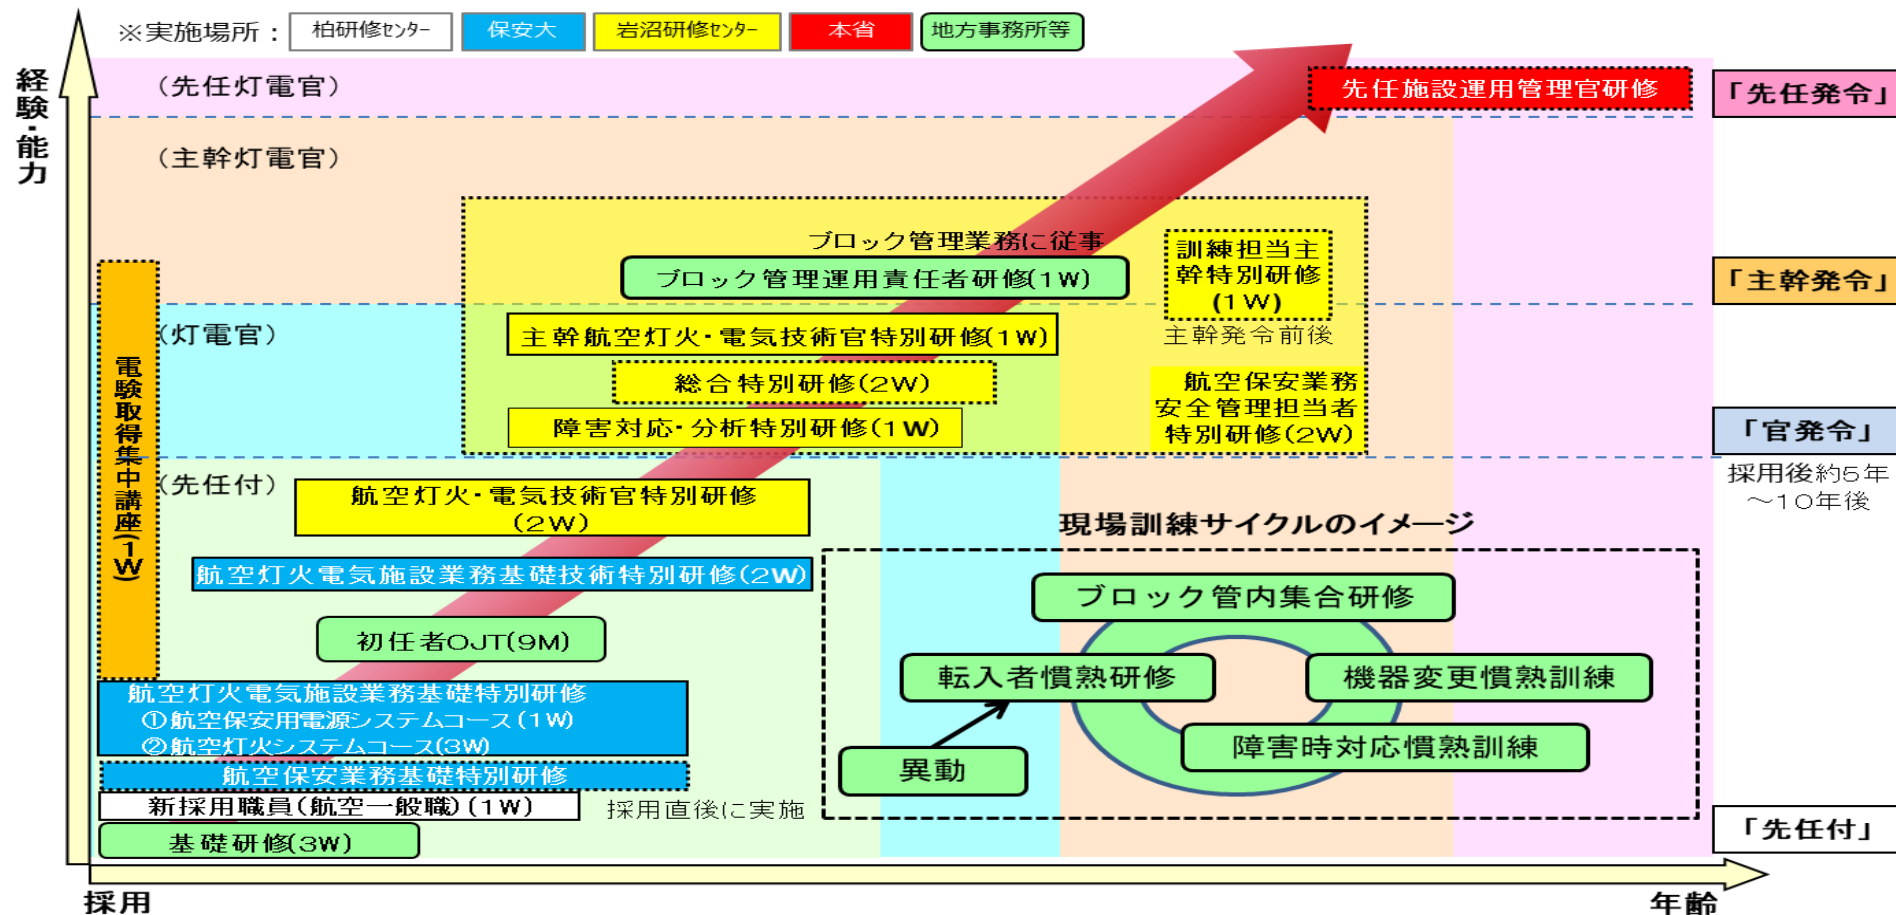 ※実施場所：
柏研修ｾﾝﾀｰ
保安大
岩沼研修ｾﾝﾀｰ
本省
地方事務所等
経験・能力
（先任灯電官）
先任施設運用管理官研修
「先任発令」
（主幹灯電官）
ブロック管理業務に従事
ブロック管理運用責任者研修(1W)
訓練担当主
幹特別研修
(1W)
主幹発令前後
「主幹発令」
（灯電官）
主幹航空灯火・電気技術官特別研修(1W)
総合特別研修(2W)
障害対応・分析特別研修(1W)
航空保安業務
安全管理担当者
特別研修(2W)
「官発令」
採用後約5年
～10年後
電験取得集中講座(1W)
（先任付）
航空灯火・電気技術官特別研修
(2W)
航空灯火電気施設業務基礎技術特別研修(2W)
初任者OJT(9M)
航空灯火電気施設業務基礎特別研修
①航空保安用電源システムコース(1W)
②航空灯火システムコース(3W)
航空保安業務基礎特別研修
新採用職員(航空一般職)(1W)
採用直後に実施
基礎研修(3W)
現場訓練サイクルのイメージ
ブロック管内集合研修
転入者慣熟研修
機器変更慣熟訓練
障害時対応慣熟訓練
異動
「先任付」
採用
年齢